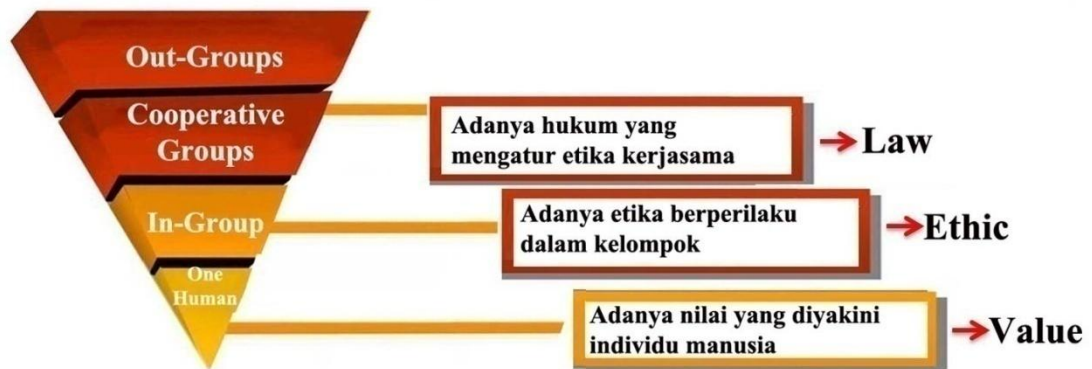 Out-Groups
Cooperative
Groups
Adanya hukum yang
mengatur etika kerjasama
Law
In-Group
Adanya etika berperilaku
dalam kelompok
Ethic
One
Human
Adanya nilai yang diyakini
individu manusia
Value